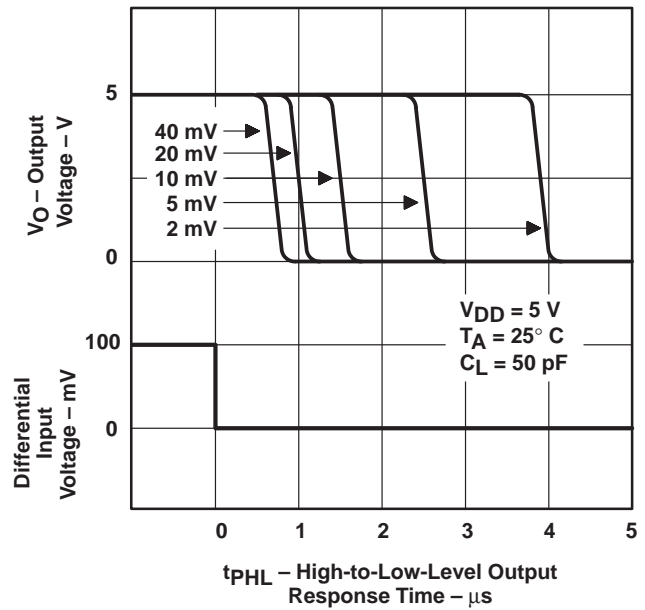 5
40 mV
20 mV
10 mV
5 mV
2 mV
0
VO – Output
Voltage – V
VDD = 5 V
TA = 25° C
CL = 50 pF
100
0
Differential
Input
Voltage – mV
0 1 2 3 4 5
tPHL – High-to-Low-Level Output
Response Time – μs